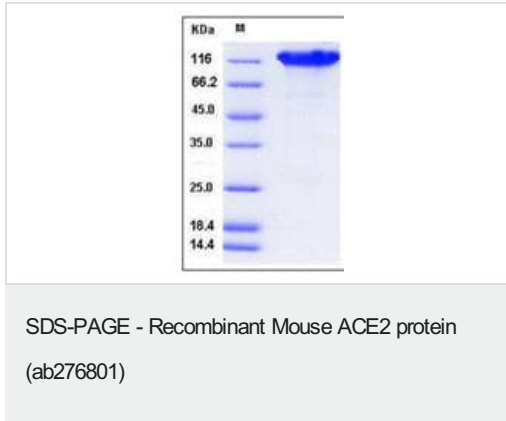 KDa M
116
66.2
45.0
35.0
25.0
18.4
14.4
SDS-PAGE - Recombinant Mouse ACE2 protein
(ab276801)